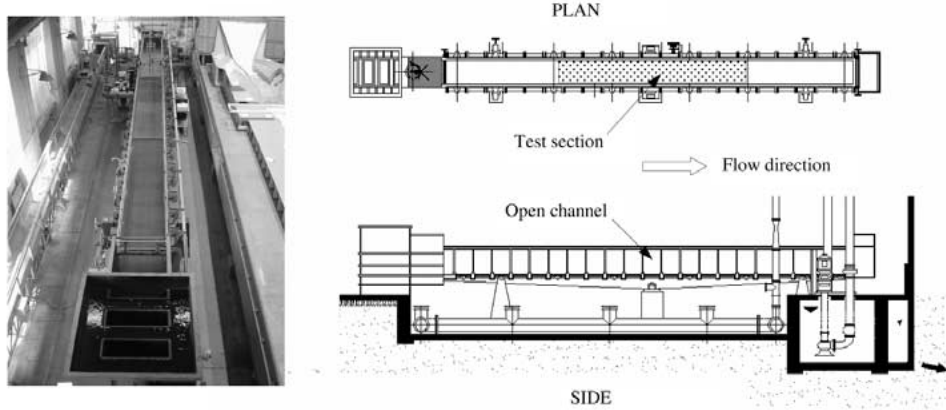 PLAN
Test section
Flow direction
Open channel
SIDE